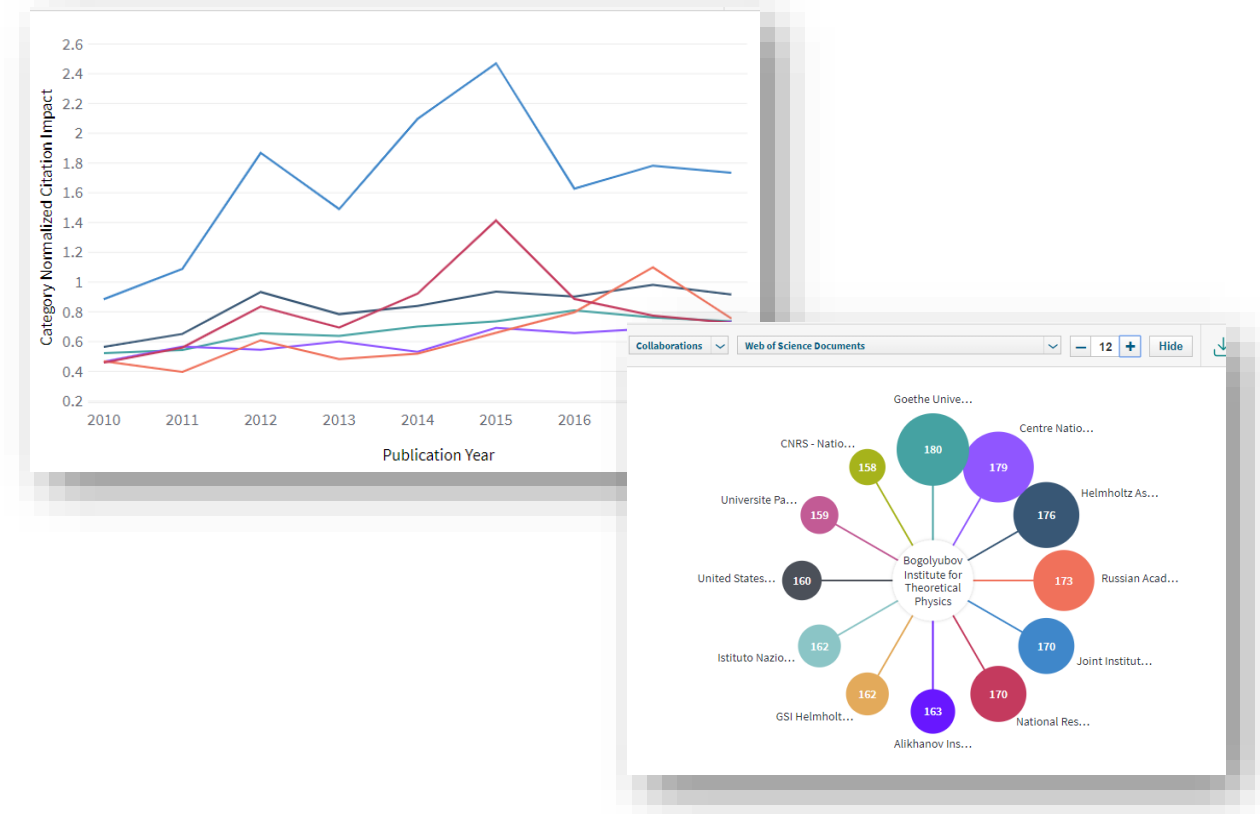 2.6
2.4
2.2
2
1.8
1.6
1.4
1.2
1
0.8
0.6
0.4
0.2
Category Normalized Citation Impact
2010 2011 2012 2013 2014 2015 2016
Publication Year
Collaborations Web of Science Documents 12 Hide
Goethe Unive...
180
Centre Natio...
179
Helmholtz As...
176
Russian Acad...
173
Joint Institut...
170
National Res...
170
Alikhanov Ins...
163
GSI Helmholt...
162
Istituto Nazio...
162
United States...
160
Universite Pa...
159
CNRS - Natio...
158
Bogolyubov
Institute for
Theoretical
Physics